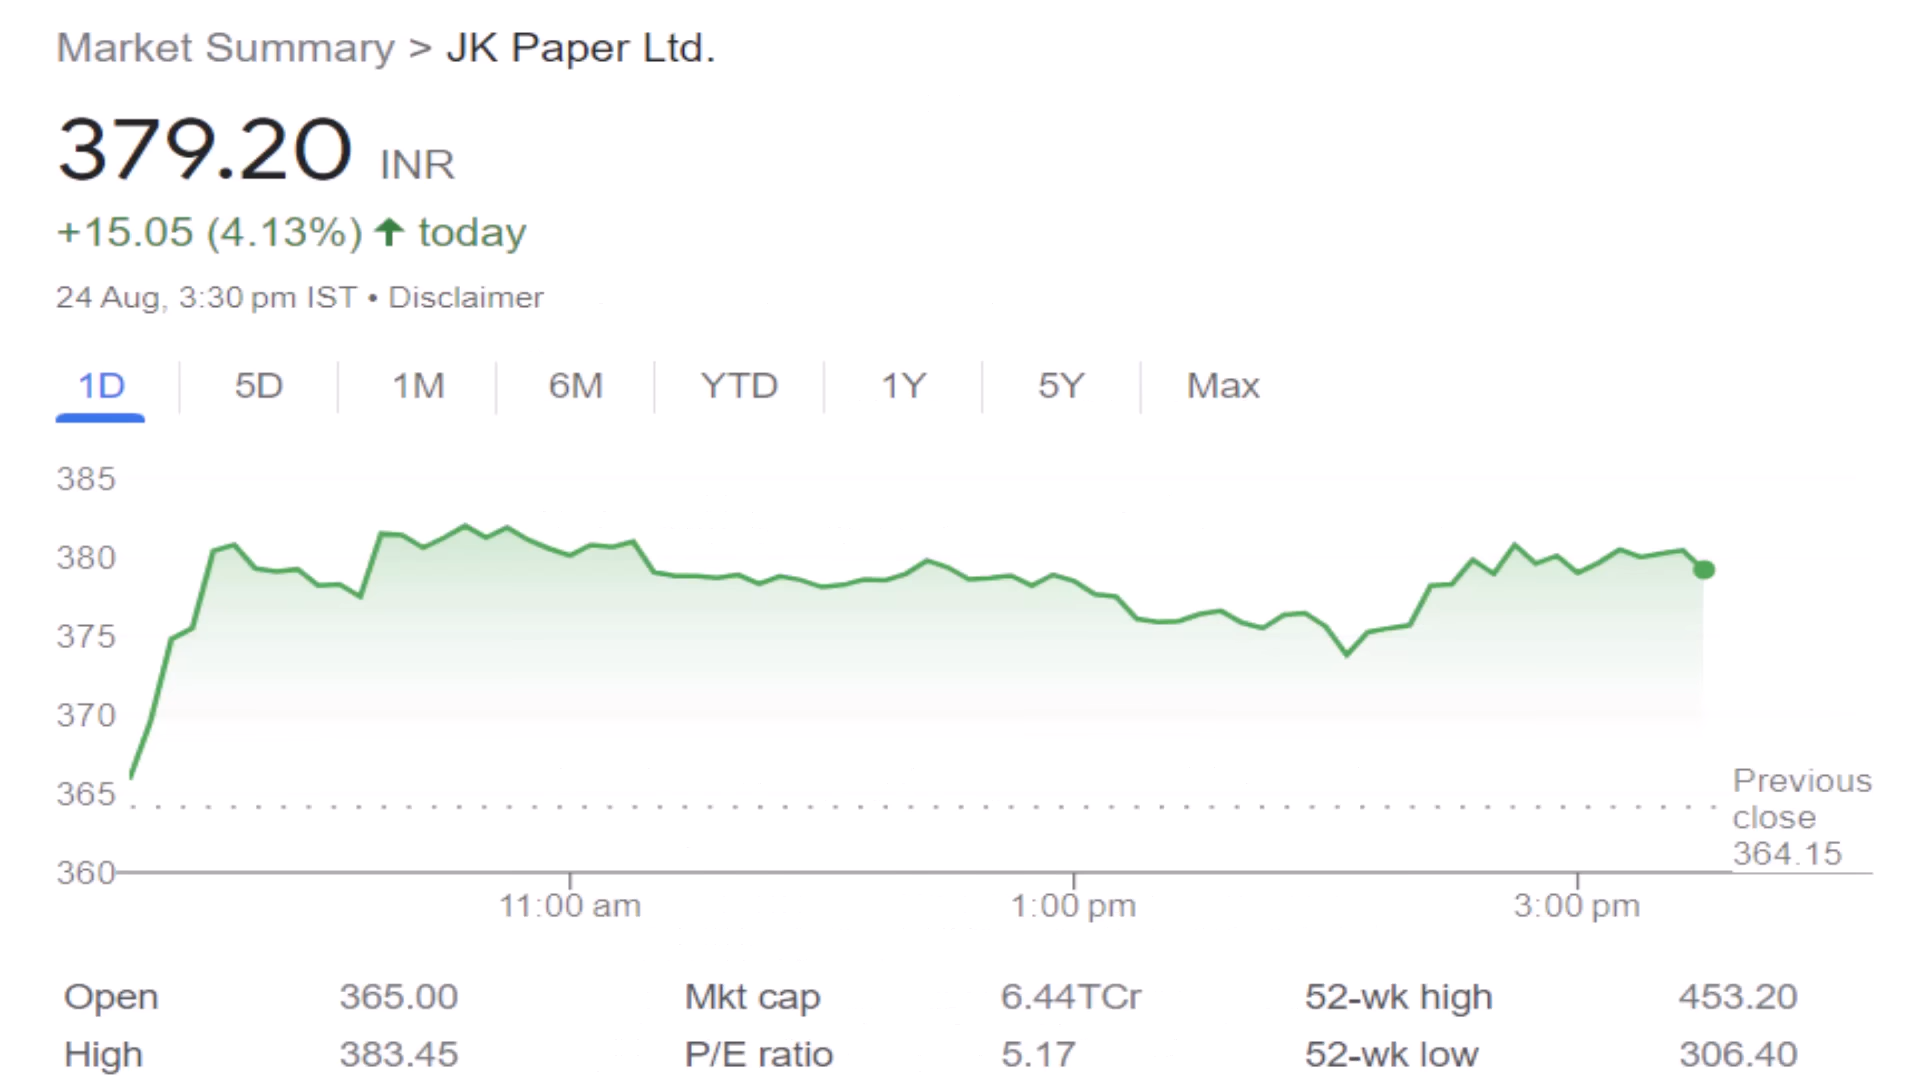 Market Summary > JK Paper Ltd.
379.20 INR
+15.05 (4.13%) ↑ today
24 Aug, 3:30 pm IST • Disclaimer
1D 5D 1M 6M YTD 1Y 5Y Max
385
380
375
370
365
360
Previous
close
364.15
11:00 am 1:00 pm 3:00 pm
Open 365.00 Mkt cap 6.44TCr 52-wk high 453.20
High 383.45 P/E ratio 5.17 52-wk low 306.40